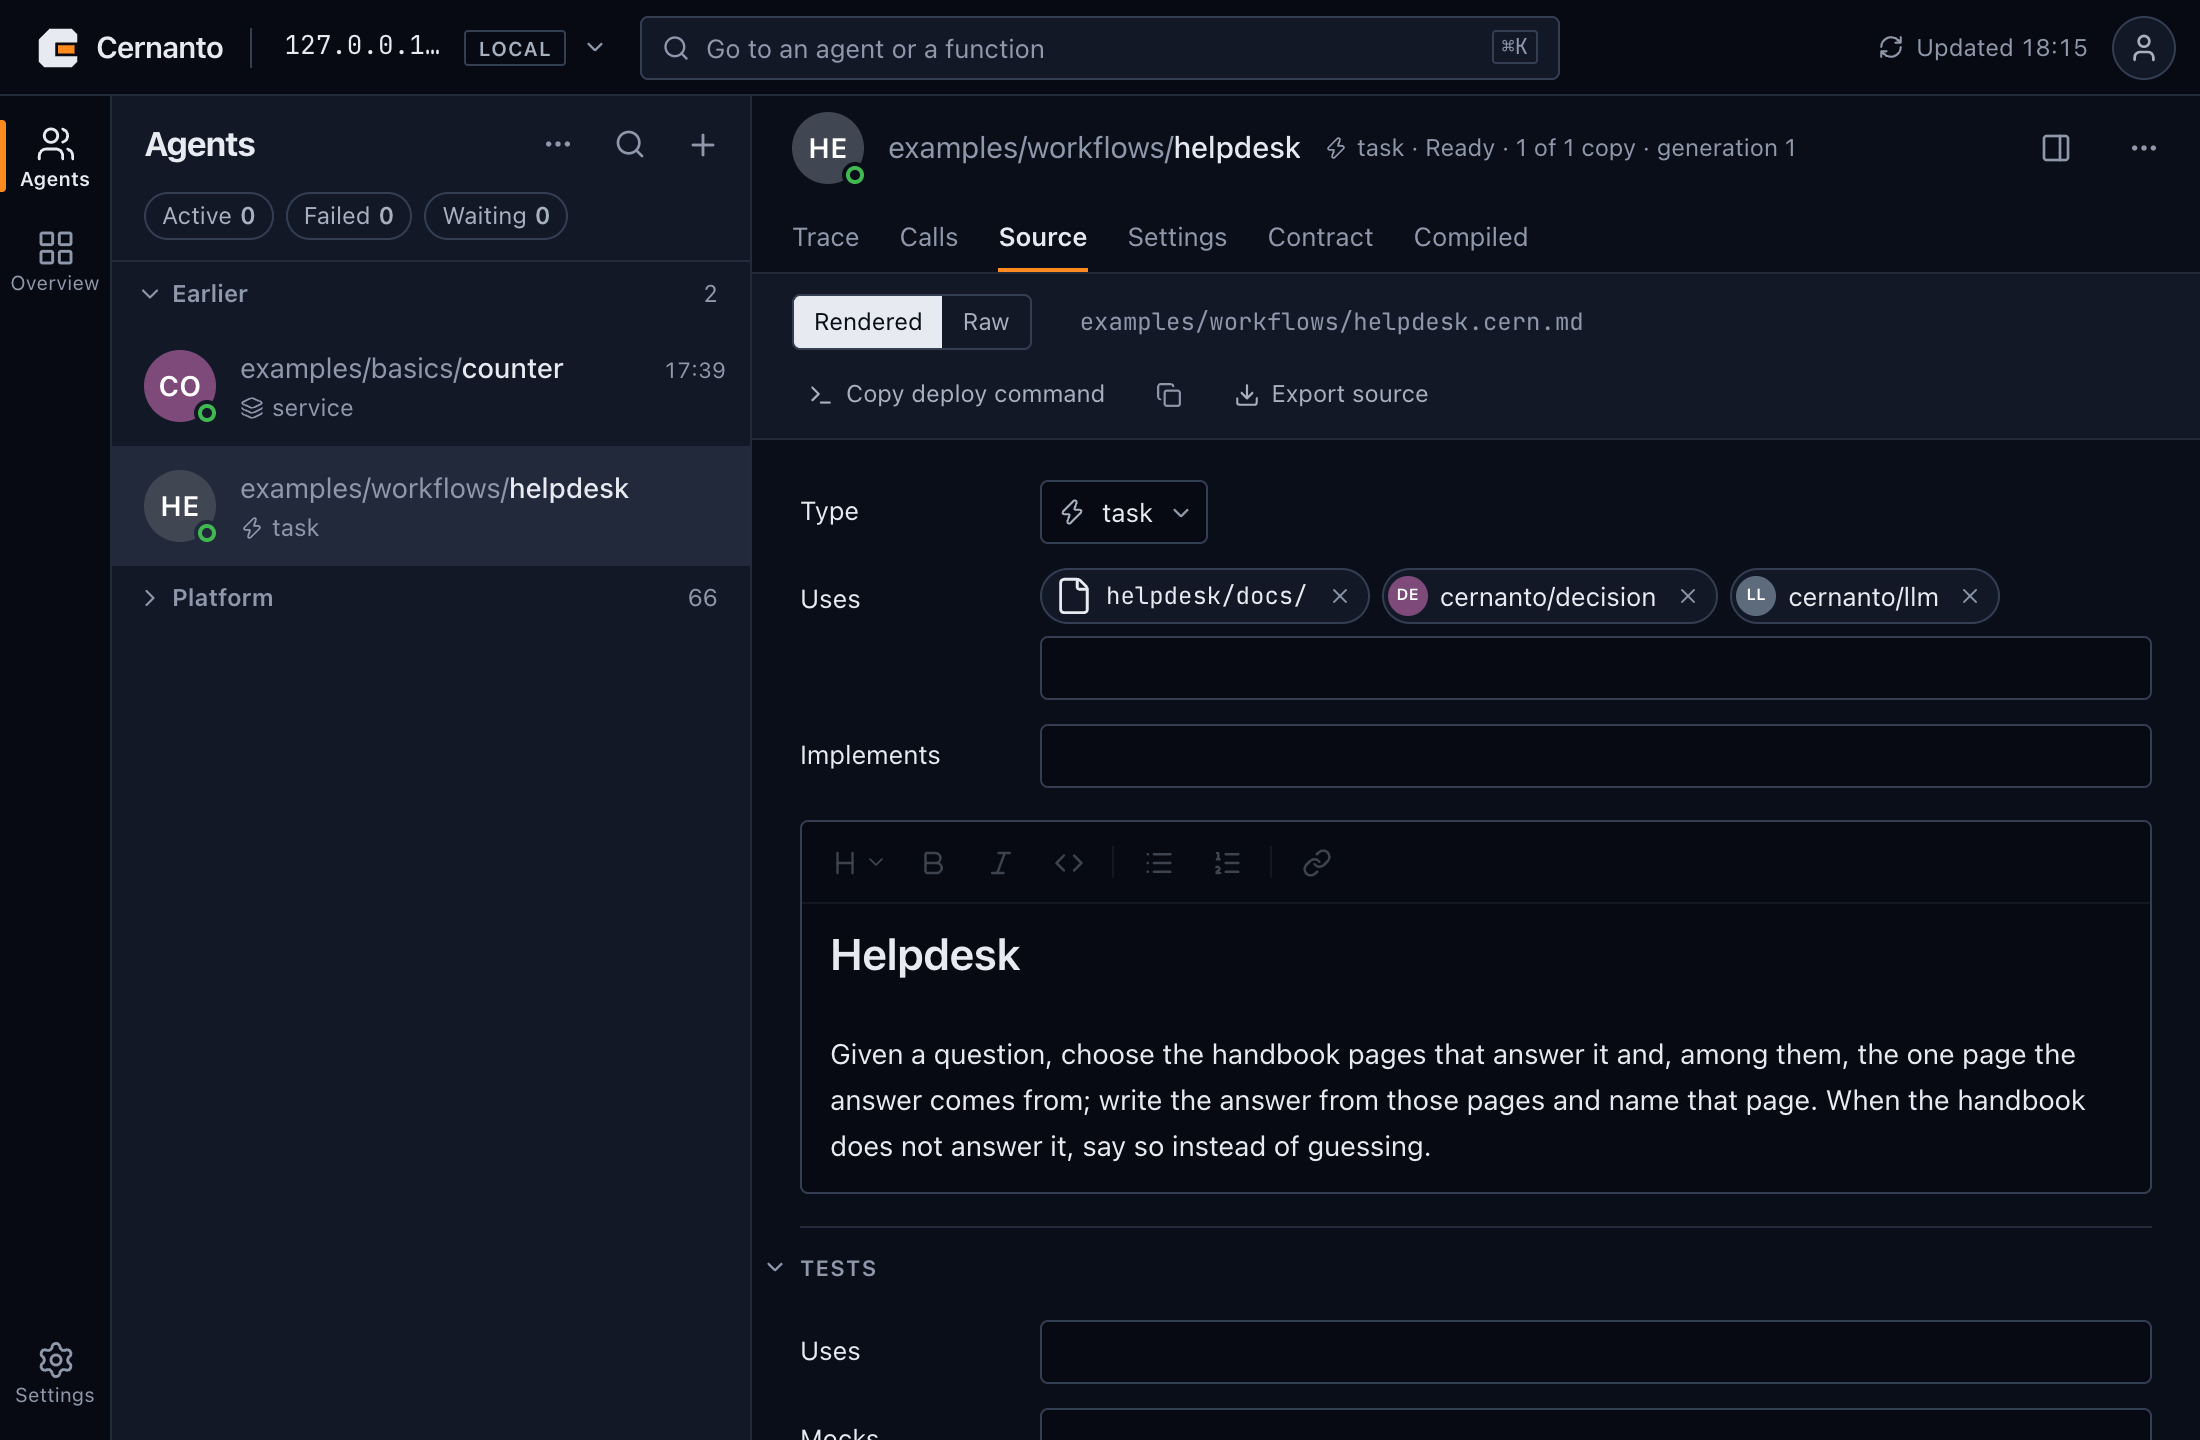 Cernanto
127.0.0.1…
LOCAL
Go to an agent or a function
⌘K
Updated 18:15
Agents
Overview
Settings
Agents
Active 0
Failed 0
Waiting 0
Earlier
2
CO
examples/basics/counter
17:39
service
HE
examples/workflows/helpdesk
task
Platform
66
HE
examples/workflows/helpdesk
task · Ready · 1 of 1 copy · generation 1
Trace
Calls
Source
Settings
Contract
Compiled
Rendered
Raw
examples/workflows/helpdesk.cern.md
Copy deploy command
Export source
Type
task
Uses
helpdesk/docs/
DE
cernanto/decision
LL
cernanto/llm
Implements
H
B
I
Helpdesk
Given a question, choose the handbook pages that answer it and, among them, the one page the
answer comes from; write the answer from those pages and name that page. When the handbook
does not answer it, say so instead of guessing.
TESTS
Uses
Mocks